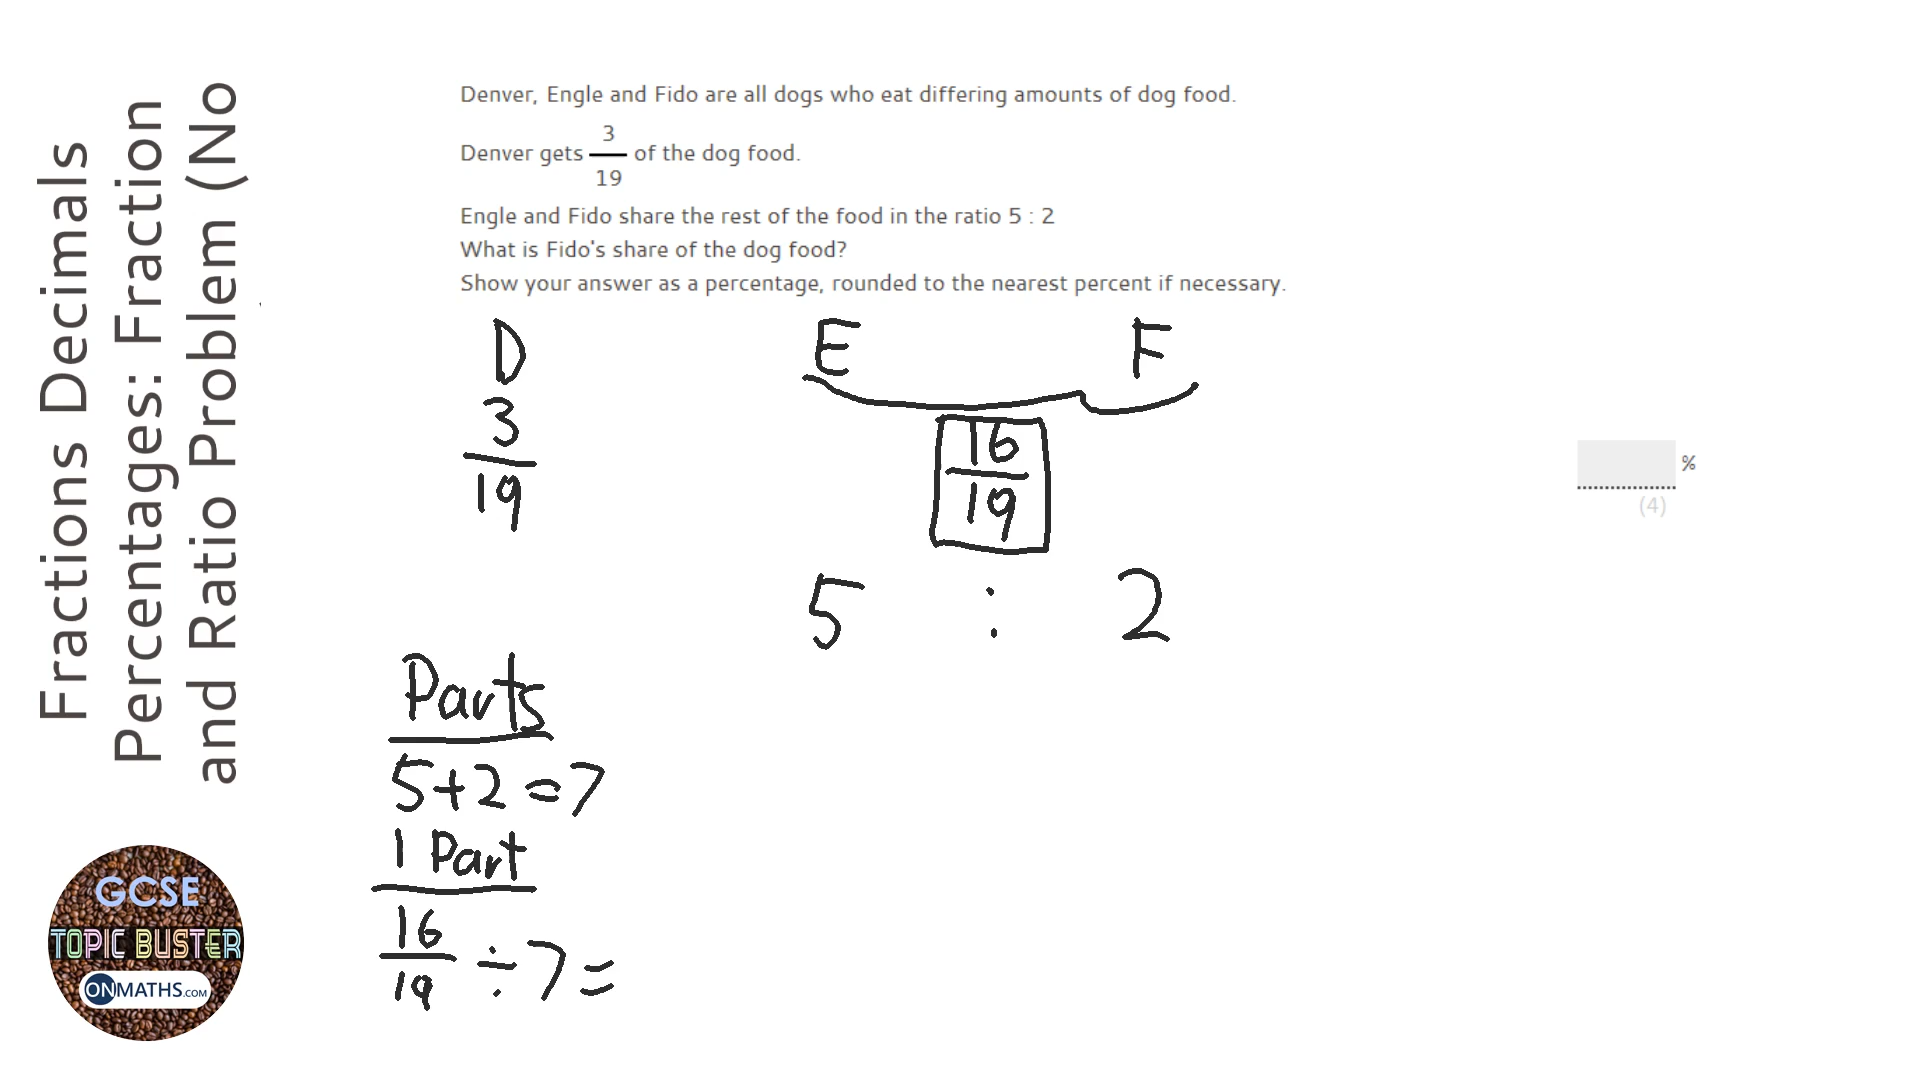 Fractions Decimals
Percentages: Fraction
and Ratio Problem (No
Denver, Engle and Fido are all dogs who eat differing amounts of dog food.
Denver gets 3/19 of the dog food.
Engle and Fido share the rest of the food in the ratio 5 : 2
What is Fido's share of the dog food?
Show your answer as a percentage, rounded to the nearest percent if necessary.
D E F
3/19 16/19
%
(4)
5 : 2
Parts
5+2=7
1 Part
16/19 ÷ 7 =
GCSE
TOPIC BUSTER
ONMATHS.COM